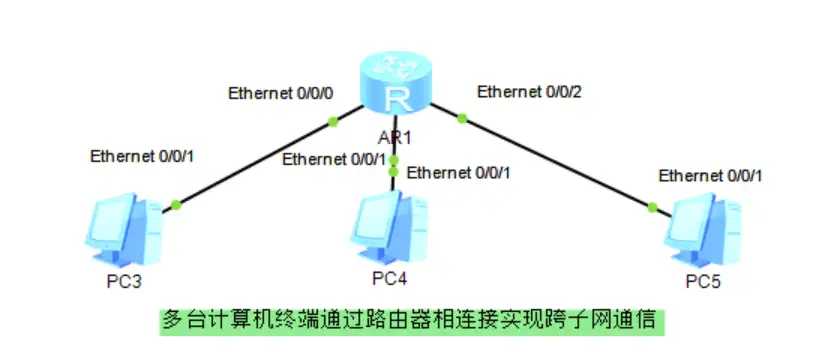 Ethernet 0/0/0
Ethernet 0/0/2
R
AR1
Ethernet 0/0/1
Ethernet 0/0/1
Ethernet 0/0/1
Ethernet 0/0/1
PC3
PC4
PC5
多台计算机终端通过路由器相连接实现跨子网通信